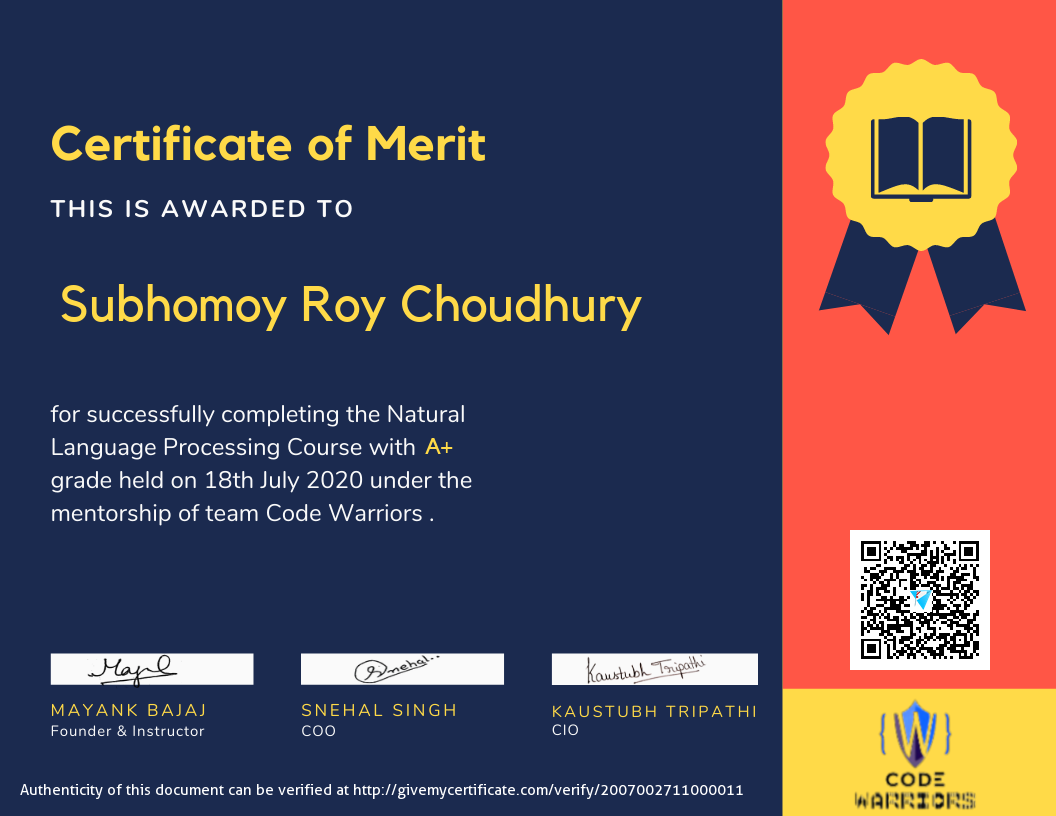 Certificate of Merit
THIS IS AWARDED TO
Subhomoy Roy Choudhury
for successfully completing the Natural
Language Processing Course with A+
grade held on 18th July 2020 under the
mentorship of team Code Warriors .
Mayal
Snehal..
Kaustubh Tripathi
MAYANK BAJAJ
SNEHAL SINGH
KAUSTUBH TRIPATHI
Founder & Instructor
COO
CIO
Authenticity of this document can be verified at http://givemycertificate.com/verify/2007002711000011
W
CODE
WARRIORS